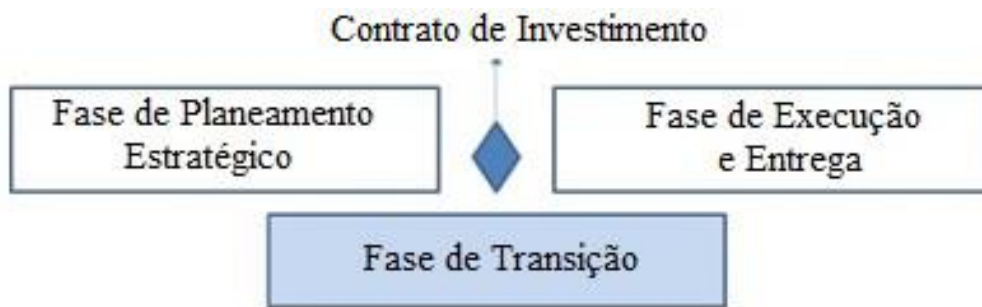 Contrato de Investimento
Fase de Planeamento
Estratégico
Fase de Execução
e Entrega
Fase de Transição